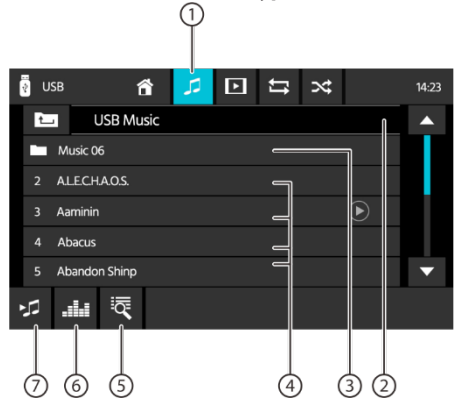 1
USB 14:23
USB Music
Music 06
2 A.L.E.C.H.A.O.S.
3 Aaminin
4 Abacus
5 Abandon Shinp
7 6 5 4 3 2